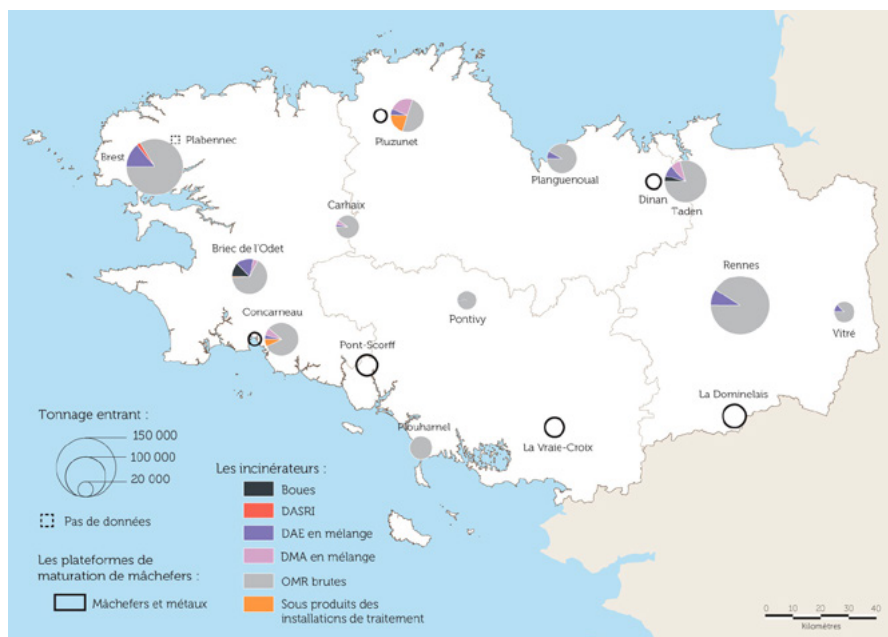 Plabennec
Brest
Pluzunet
Planguenoual
Dinan
Taden
Carhaix
Briec de l'Odet
Rennes
Pontivy
Vitré
Concarneau
Pont-Scorff
La Dominelais
Plouharnel
La Vraie-Croix
Tonnage entrant :
150 000
100 000
20 000
Pas de données
Les plateformes de
maturation de mâchefers :
Mâchefers et métaux
Les incinérateurs :
Boues
DASRI
DAE en mélange
DMA en mélange
OMR brutes
Sous produits des
installations de traitement
0 10 20 30 40
Kilomètres